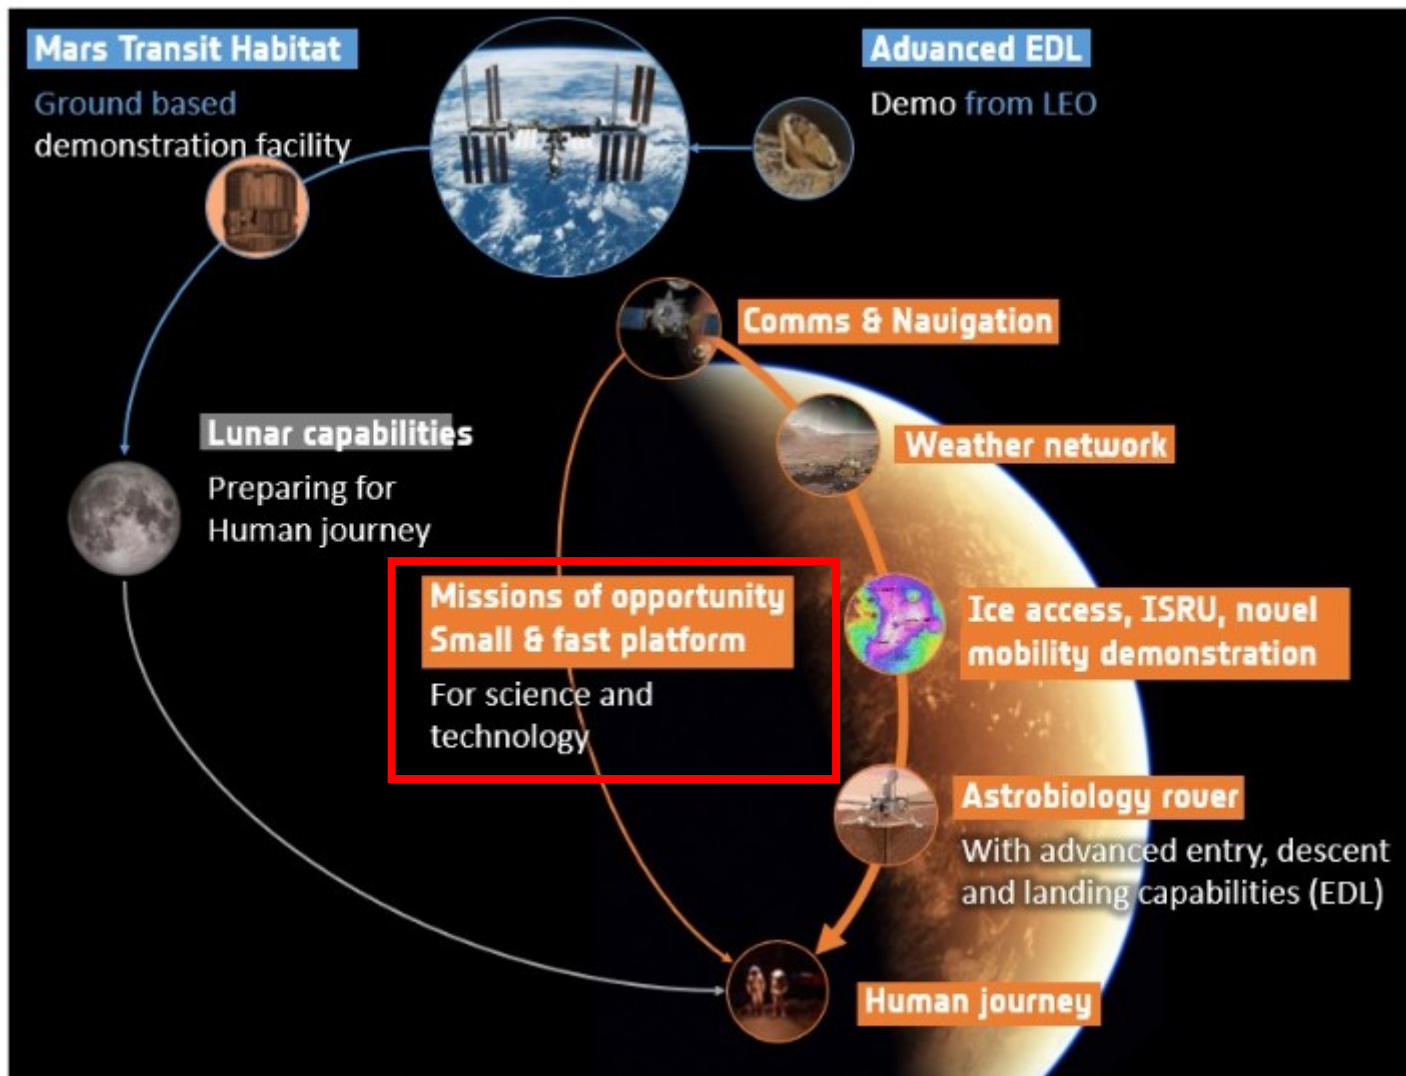 Mars Transit Habitat
Ground based
demonstration facility
Advanced EDL
Demo from LEO
Comms & Navigation
Weather network
Lunar capabilities
Preparing for
Human journey
Missions of opportunity
Small & fast platform
For science and
technology
Ice access, ISRU, novel
mobility demonstration
Astrobiology rover
With advanced entry, descent
and landing capabilities (EDL)
Human journey